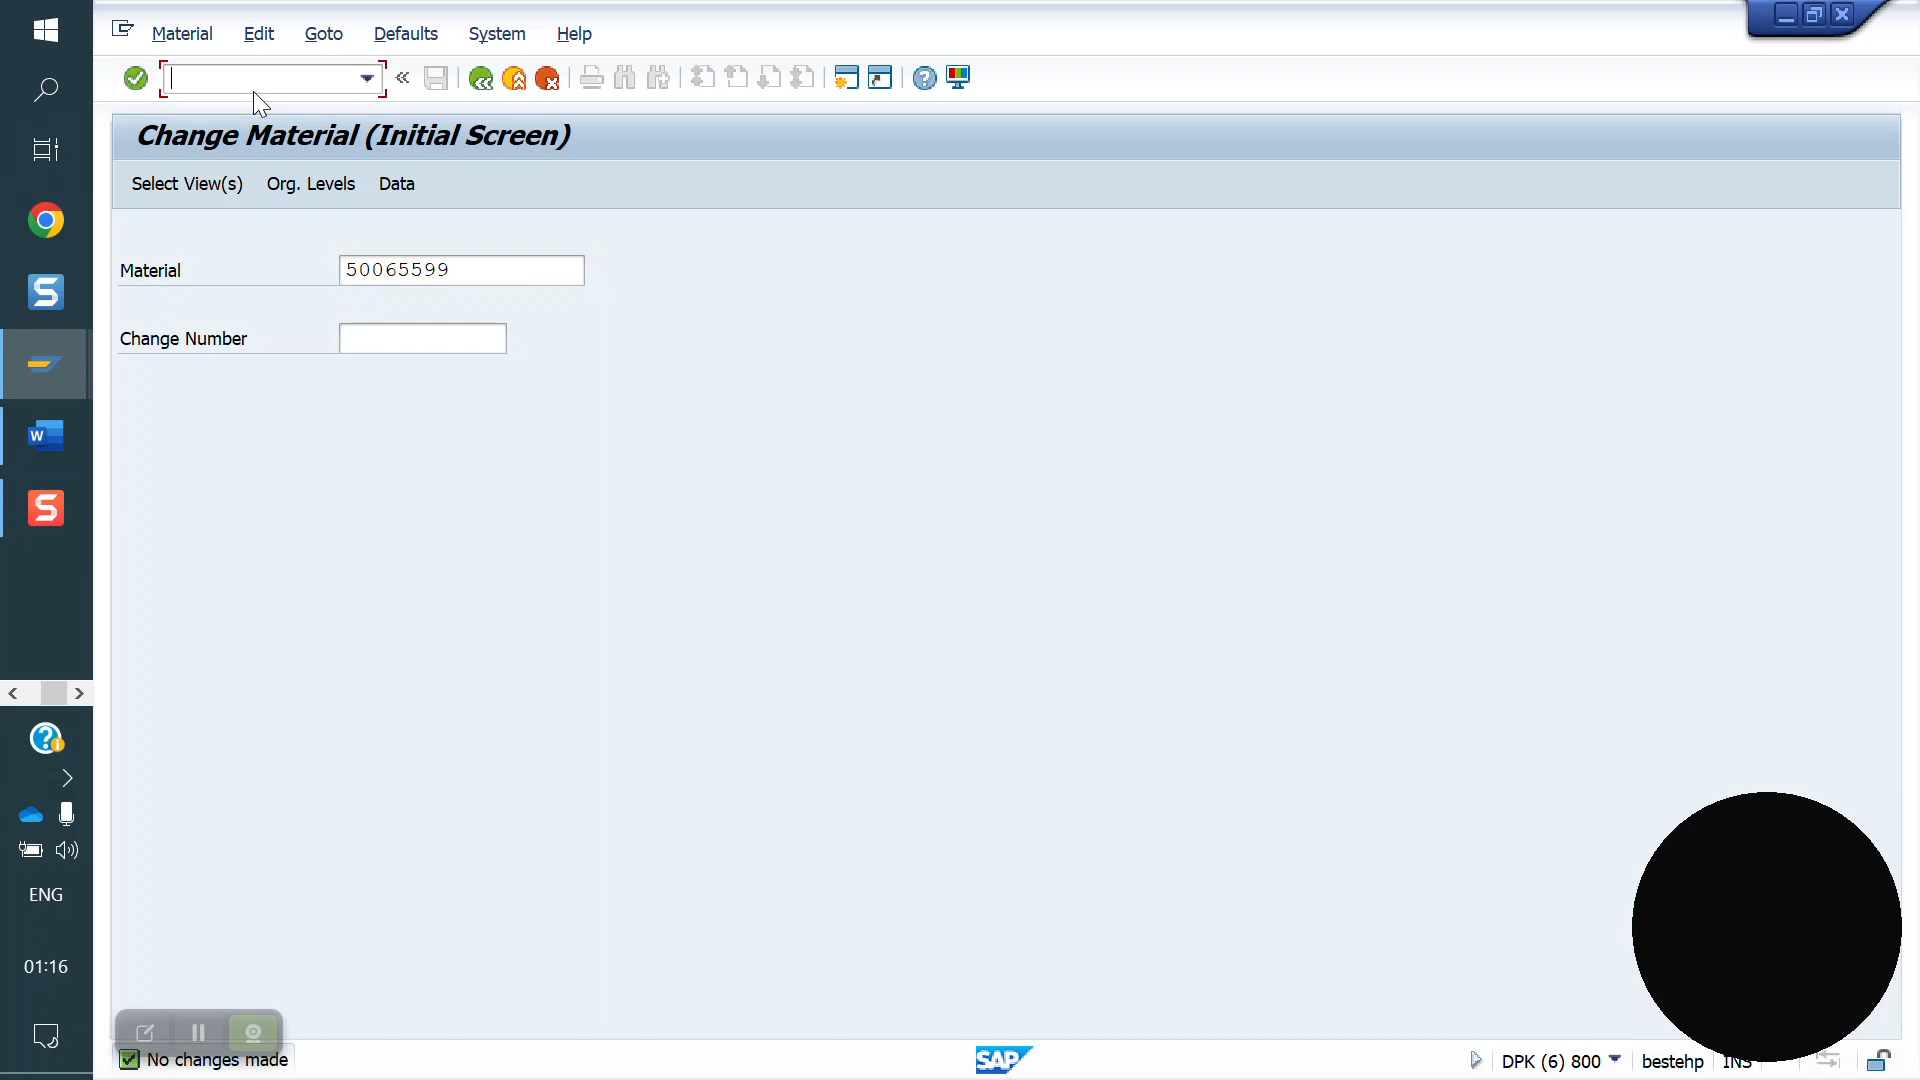 Material Edit Goto Defaults System Help
Change Material (Initial Screen)
Select View(s) Org. Levels Data
Material 50065599
Change Number
W
S
S
ENG
01:16
No changes made
SAP
DPK (6) 800 bestehp INS